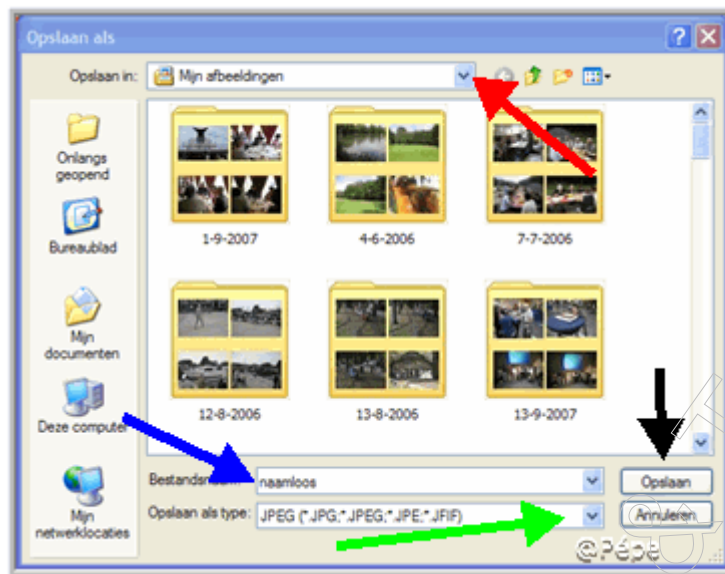 Opslaan als
Opslaan in: Mijn afbeeldingen
Onlangs
geopend
Bureaublad
Mijn
documenten
Deze computer
Mijn
netwerklocaties
1-9-2007
4-6-2006
7-7-2006
12-8-2006
13-8-2006
13-9-2007
naamloos
Opslaan
Opslaan als type: JPEG (*.JPG;*.JPEG;*.JPE;*.JFIF)
Annuleren
@Pépé